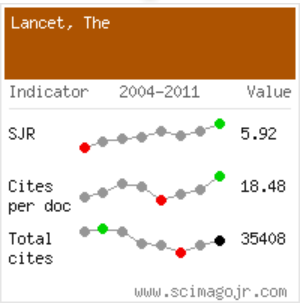 Lancet, The
Indicator 2004-2011 Value
SJR 5.92
Cites
per doc 18.48
Total
cites 35408
www.scimagojr.com